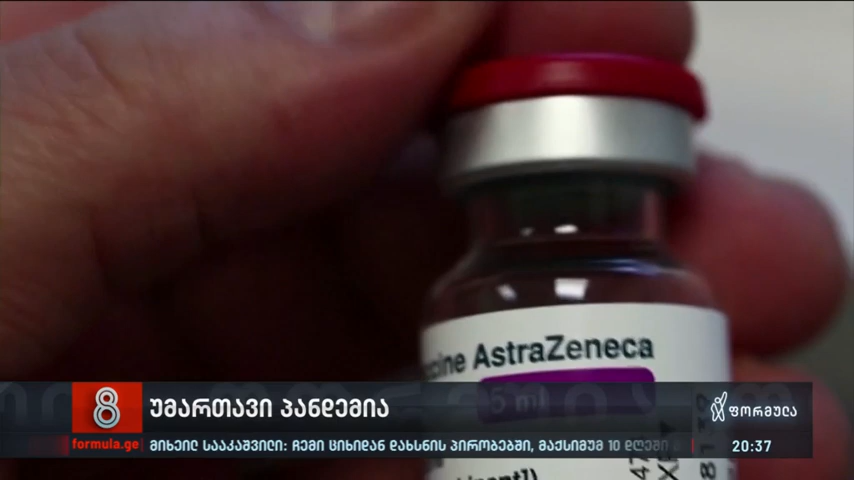 AstraZeneca
5 ml
8
უმართავი პანდემია
ფორმულა
formula.ge
მიხეილ სააკაშვილი: ჩემი ციხიდან დახსნის პირობებში, მაქსიმუმ 10 დღეში
20:37